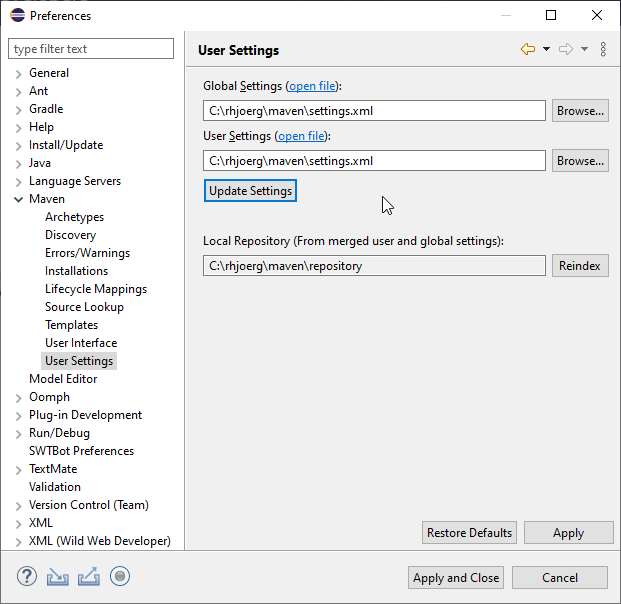 Preferences
type filter text
General
Ant
Gradle
Help
Install/Update
Java
Language Servers
Maven
Archetypes
Discovery
Errors/Warnings
Installations
Lifecycle Mappings
Source Lookup
Templates
User Interface
User Settings
Model Editor
Oomph
Plug-in Development
Run/Debug
SWTBot Preferences
TextMate
Validation
Version Control (Team)
XML
XML (Wild Web Developer)
User Settings
Global Settings (open file):
C:\rhjoerg\maven\settings.xml
Browse...
User Settings (open file):
C:\rhjoerg\maven\settings.xml
Browse...
Update Settings
Local Repository (From merged user and global settings):
C:\rhjoerg\maven\repository
Reindex
Restore Defaults
Apply
?
Apply and Close
Cancel